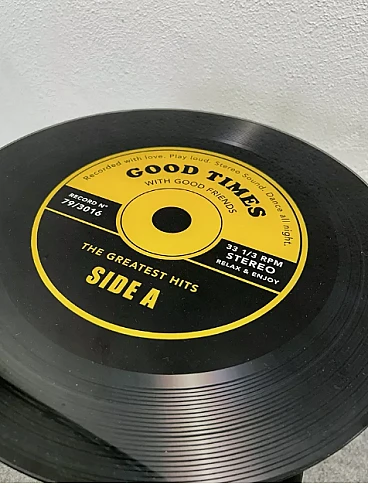 Recorded with love. Play loud. Stereo Sound. Dance all night.
GOOD TIMES
WITH GOOD FRIENDS
RECORD N°
79/3016
33 1/3 RPM
STEREO
RELAX & ENJOY
THE GREATEST HITS
SIDE A